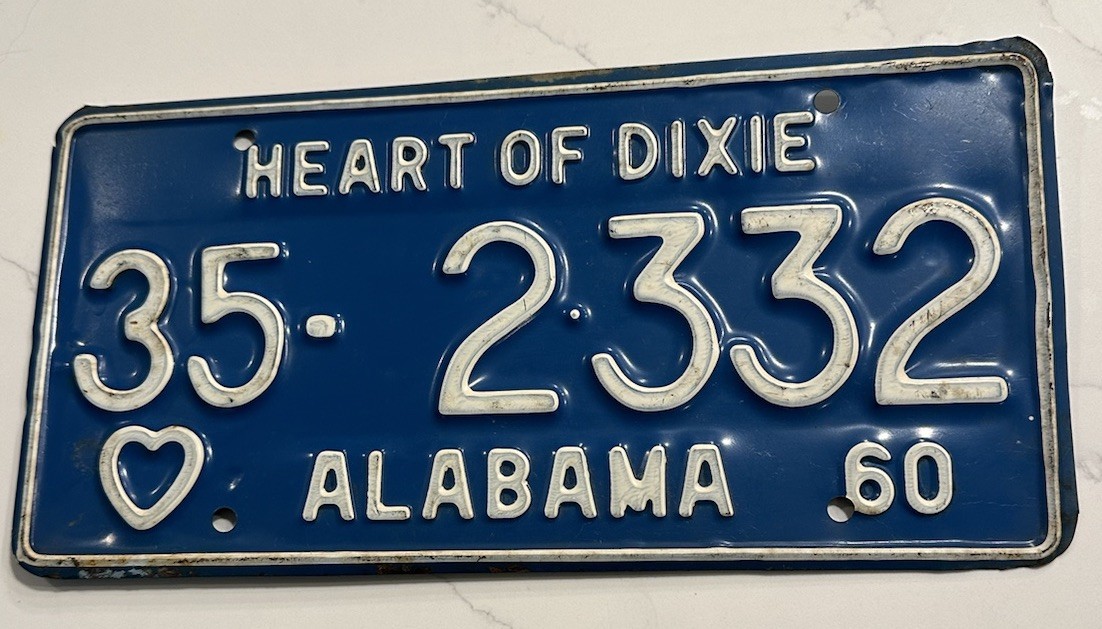 HEART OF DIXIE
35-2332
ALABAMA 60